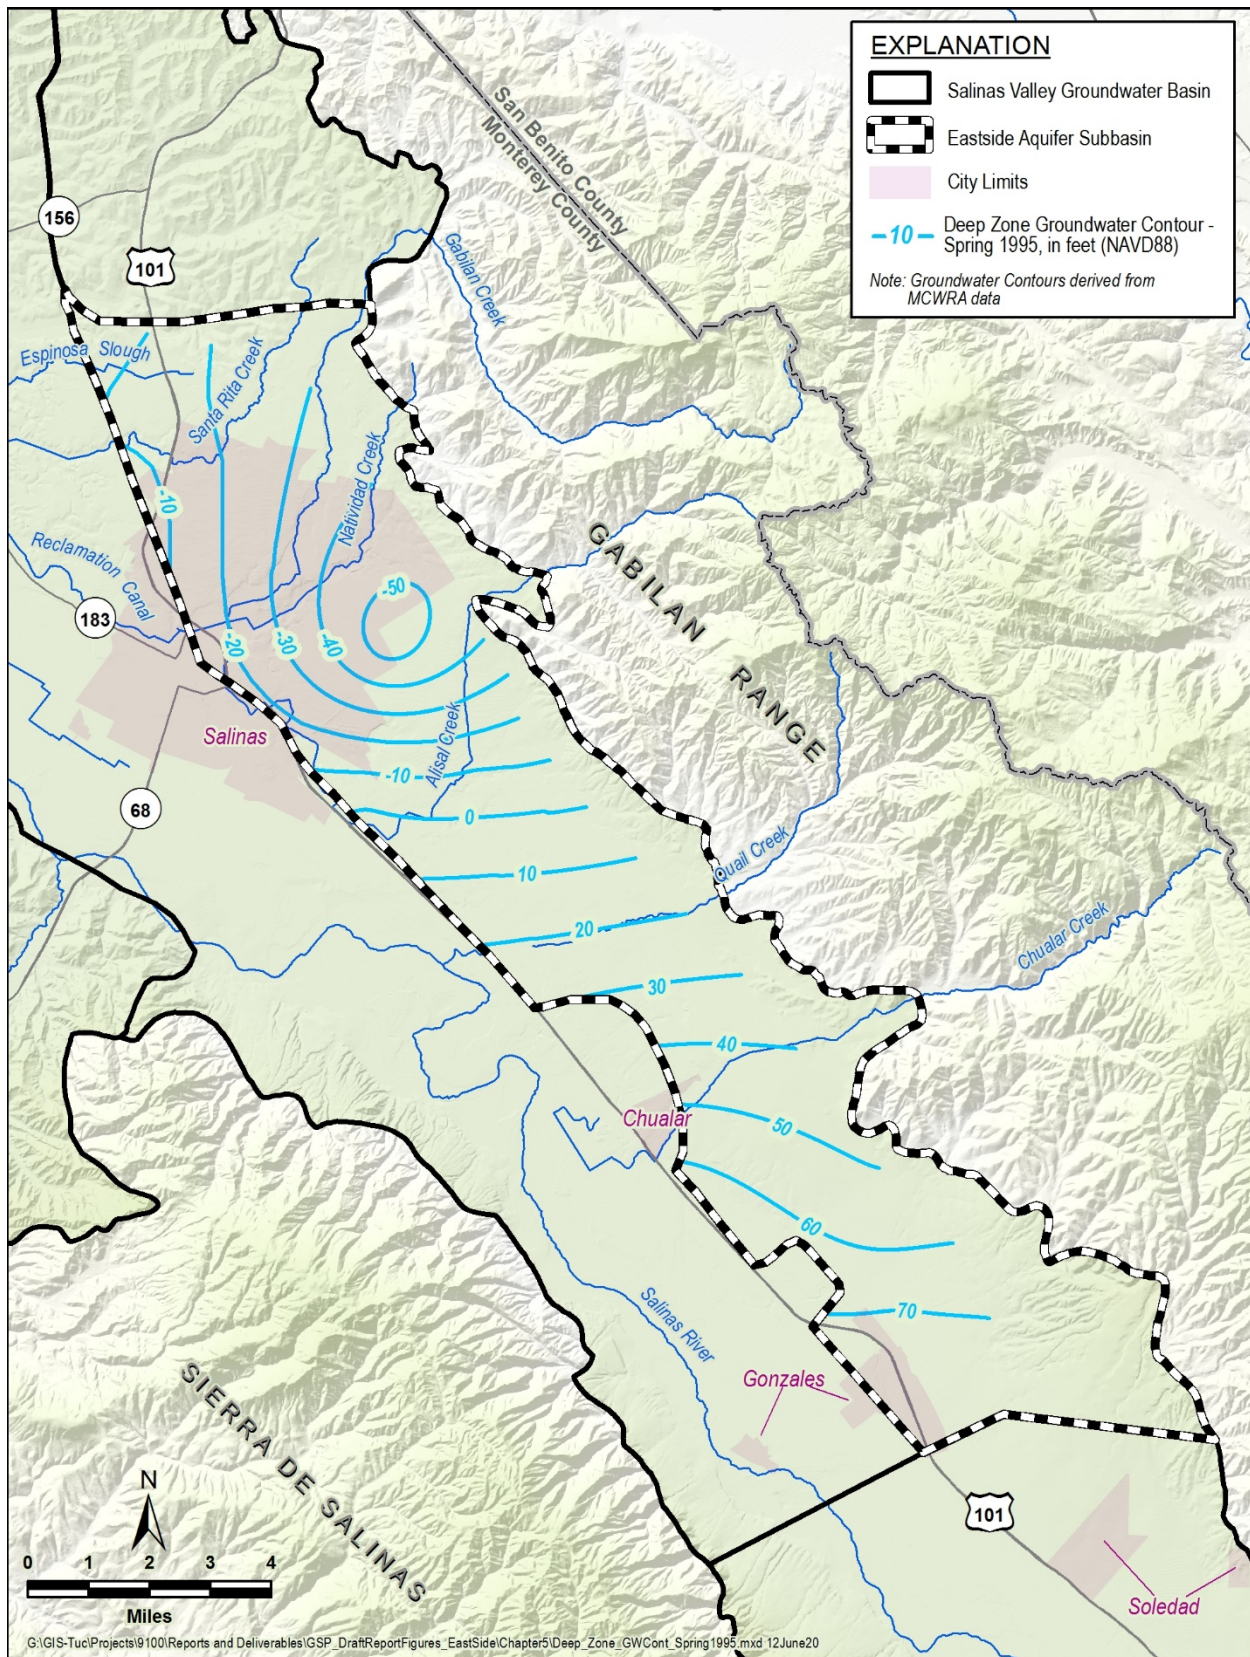 EXPLANATION
Salinas Valley Groundwater Basin
Eastside Aquifer Subbasin
City Limits
-10 Deep Zone Groundwater Contour -
Spring 1995, in feet (NAVD88)
Note: Groundwater Contours derived from
MCWRA data
San Benito County
Monterey County
156
101
Gabilan Creek
Espinosa Slough
Santa Rita Creek
Natividad Creek
-10
Reclamation Canal
183
-50
-20
-30
-40
GABILAN RANGE
Salinas
Alisal Creek
-10
68
0
10
Quail Creek
20
Chualar Creek
30
40
Chualar
50
60
Salinas River
70
Gonzales
SIERRA DE SALINAS
101
Soledad
N
0 1 2 3 4
Miles
G:\GIS-Tuc\Projects\9100\Reports and Deliverables\GSP_DraftReportFigures_EastSide\Chapter5\Deep_Zone_GWCont_Spring1995.mxd 12June20